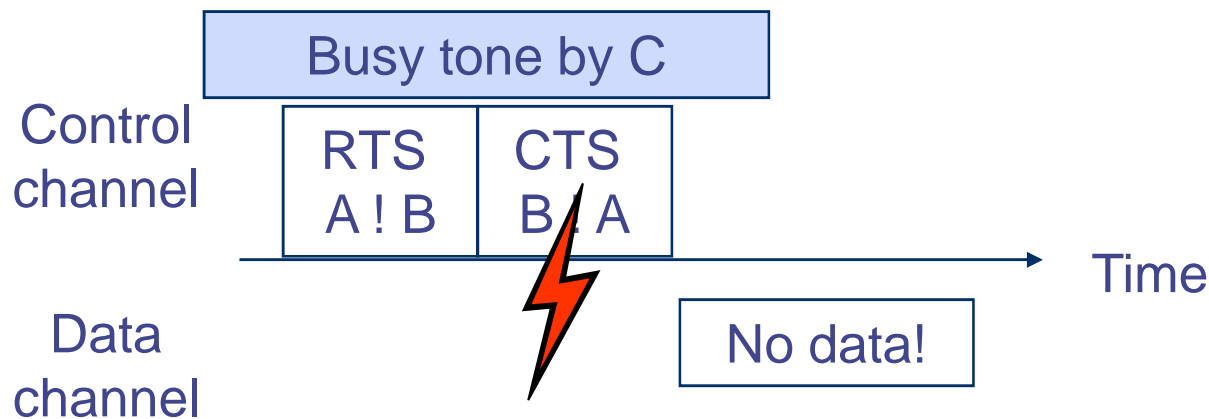 Busy tone by C
Control
channel
RTS
A ! B
CTS
B ! A
Time
Data
channel
No data!